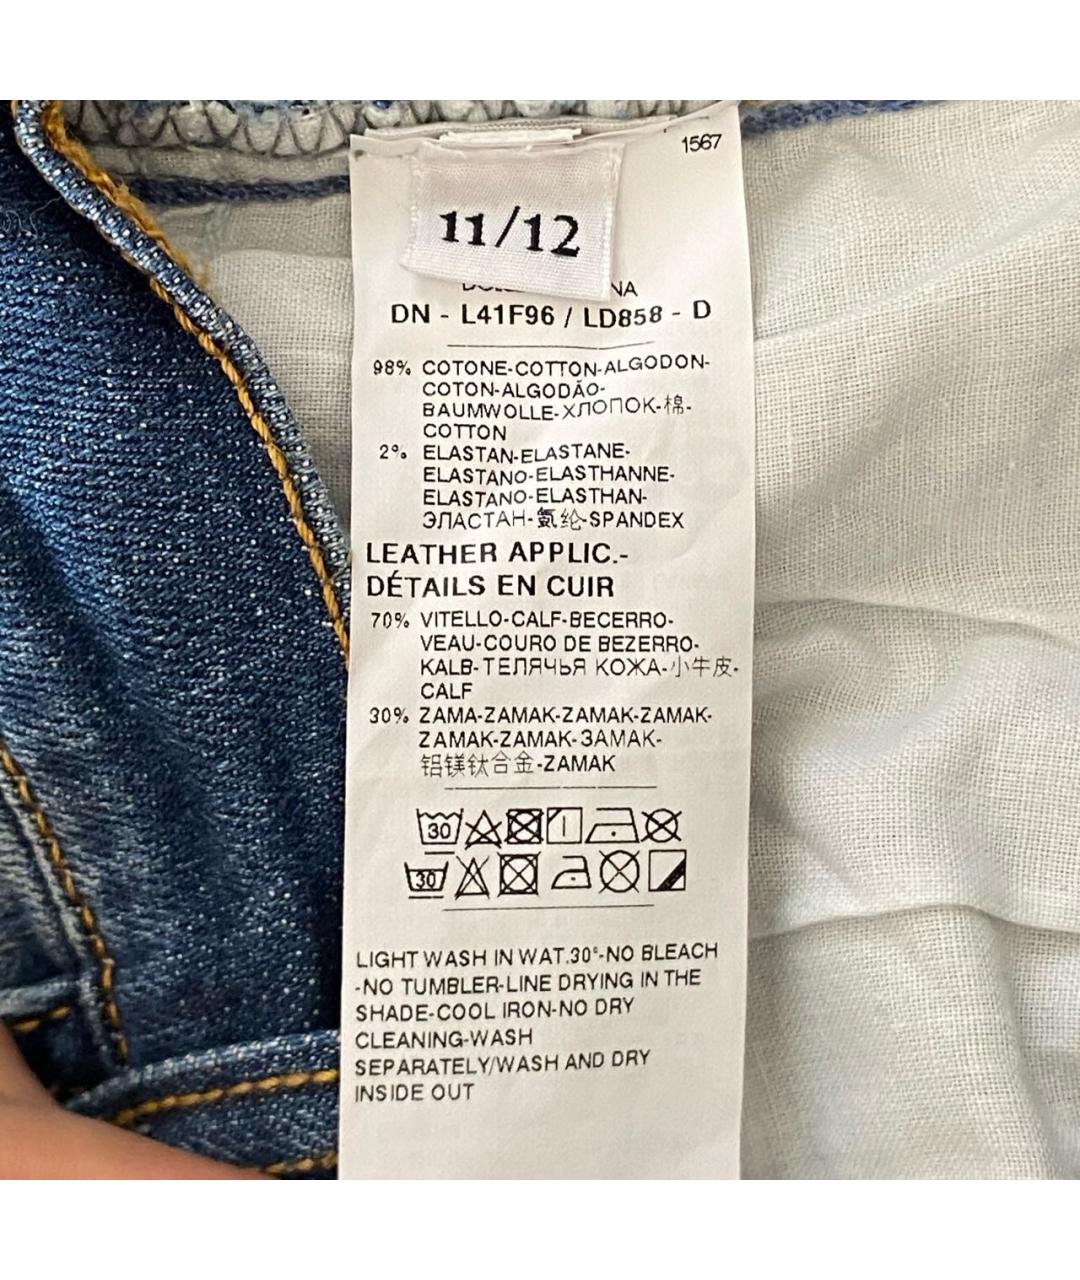 1567
11/12
DN - L41F96 / LD858 - D
98% COTONE-COTTON-ALGODON-
COTON-ALGODÃO-
BAUMWOLLE-ХЛОПОК-棉-
COTTON
2% ELASTAN-ELASTANE-
ELASTANO-ELASTHANNE-
ELASTANO-ELASTHAN-
ЭЛАСТАН-氨纶-SPANDEX
LEATHER APPLIC.-
DÉTAILS EN CUIR
70% VITELLO-CALF-BECERRO-
VEAU-COURO DE BEZERRO-
KALB-ТЕЛЯЧЬЯ КОЖА-小牛皮-
CALF
30% ZAMA-ZAMAK-ZAMAK-ZAMAK-
ZAMAK-ZAMAK-ЗАМАК-
铝镁钛合金-ZAMAK
30
30
LIGHT WASH IN WAT.30°-NO BLEACH
-NO TUMBLER-LINE DRYING IN THE
SHADE-COOL IRON-NO DRY
CLEANING-WASH
SEPARATELY/WASH AND DRY
INSIDE OUT